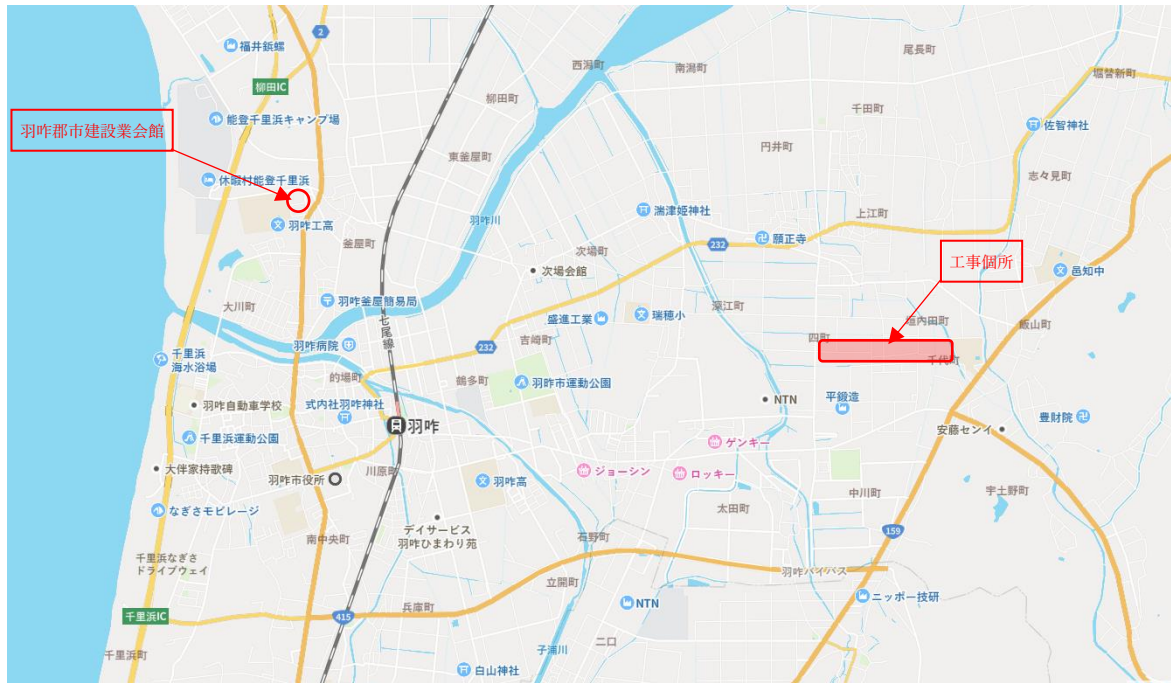 2
福井鋲螺
西潟町
南潟町
尾長町
柳田IC
柳田町
堀替新町
千田町
能登千里浜キャンプ場
佐智神社
羽咋郡市建設業会館
東釜屋町
円井町
休暇村能登千里浜
志々見町
羽咋工高
羽咋川
湍津姫神社
上江町
釜屋町
次場町
232
願正寺
工事個所
次場会館
邑知中
大川町
羽咋釜屋簡易局
深江町
垣内田町
飯山町
七尾線
盛進工業
瑞穂小
四町
羽咋病院
232
吉崎町
千里浜
海水浴場
千代町
的場町
鶴多町
羽咋市運動公園
羽咋自動車学校
式内社羽咋神社
NTN
平鍛造
豊財院
羽咋
安藤センイ
千里浜運動公園
ゲンキー
大伴家持歌碑
川原町
ジョーシン
ロッキー
羽咋市役所
羽咋高
中川町
宇土野町
なぎさモビレージ
太田町
デイサービス
羽咋ひまわり苑
南中央町
石野町
159
千里浜なぎさ
ドライブウェイ
立開町
羽咋バイパス
兵庫町
NTN
ニッポー技研
千里浜IC
415
二口
子浦川
千里浜町
白山神社